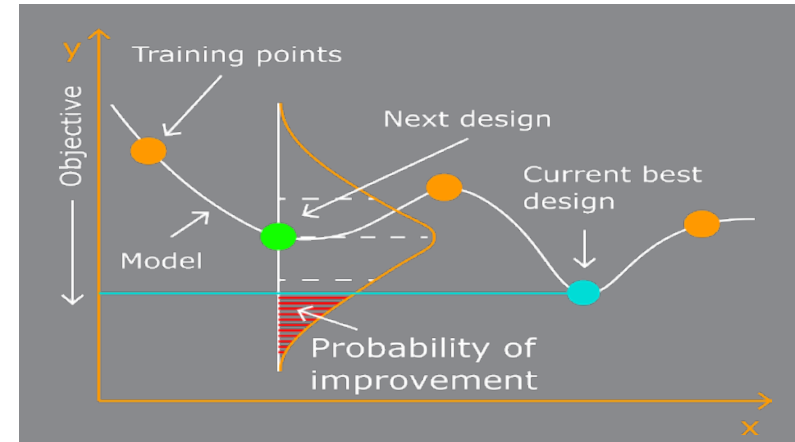 y
Training points
Objective
Next design
Current best
design
Model
Probability of
improvement
x